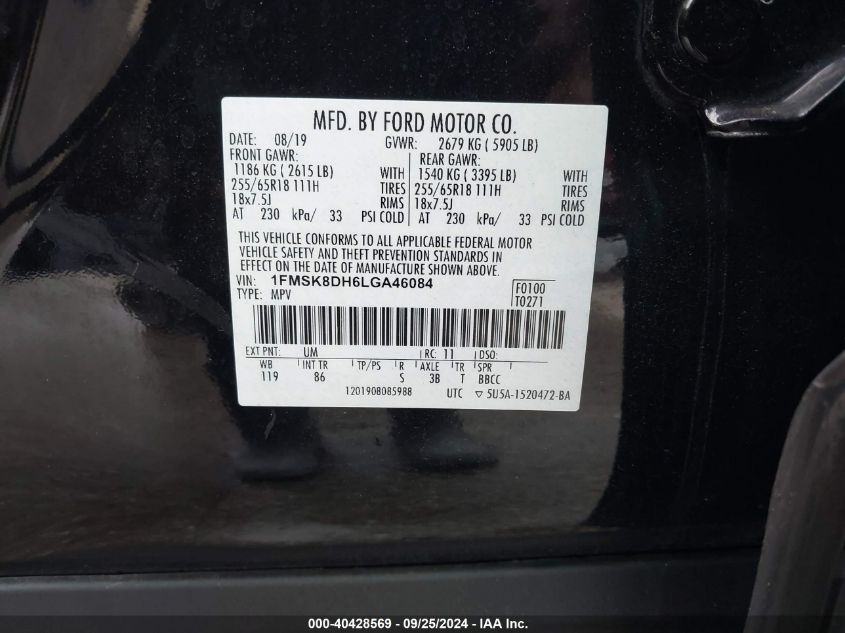 MFD. BY FORD MOTOR CO.
DATE: 08/19 GVWR: 2679 KG ( 5905 LB)
FRONT GAWR: REAR GAWR:
1186 KG ( 2615 LB) WITH 1540 KG ( 3395 LB) WITH
255/65R18 111H TIRES 255/65R18 111H TIRES
18x7.5J RIMS 18x7.5J RIMS
AT 230 kPa/ 33 PSI COLD AT 230 kPa/ 33 PSI COLD
THIS VEHICLE CONFORMS TO ALL APPLICABLE FEDERAL MOTOR
VEHICLE SAFETY AND THEFT PREVENTION STANDARDS IN
EFFECT ON THE DATE OF MANUFACTURE SHOWN ABOVE.
VIN: 1FMSK8DH6LGA46084 F0100
TYPE: MPV T0271
EXT PNT: UM RC: 11 DSO:
WB INT TR TP/PS R AXLE TR SPR
119 86 S 3B T BBCC
1201908085988 UTC ▽ 5U5A-1520472-BA
000-40428569 - 09/25/2024 - IAA Inc.